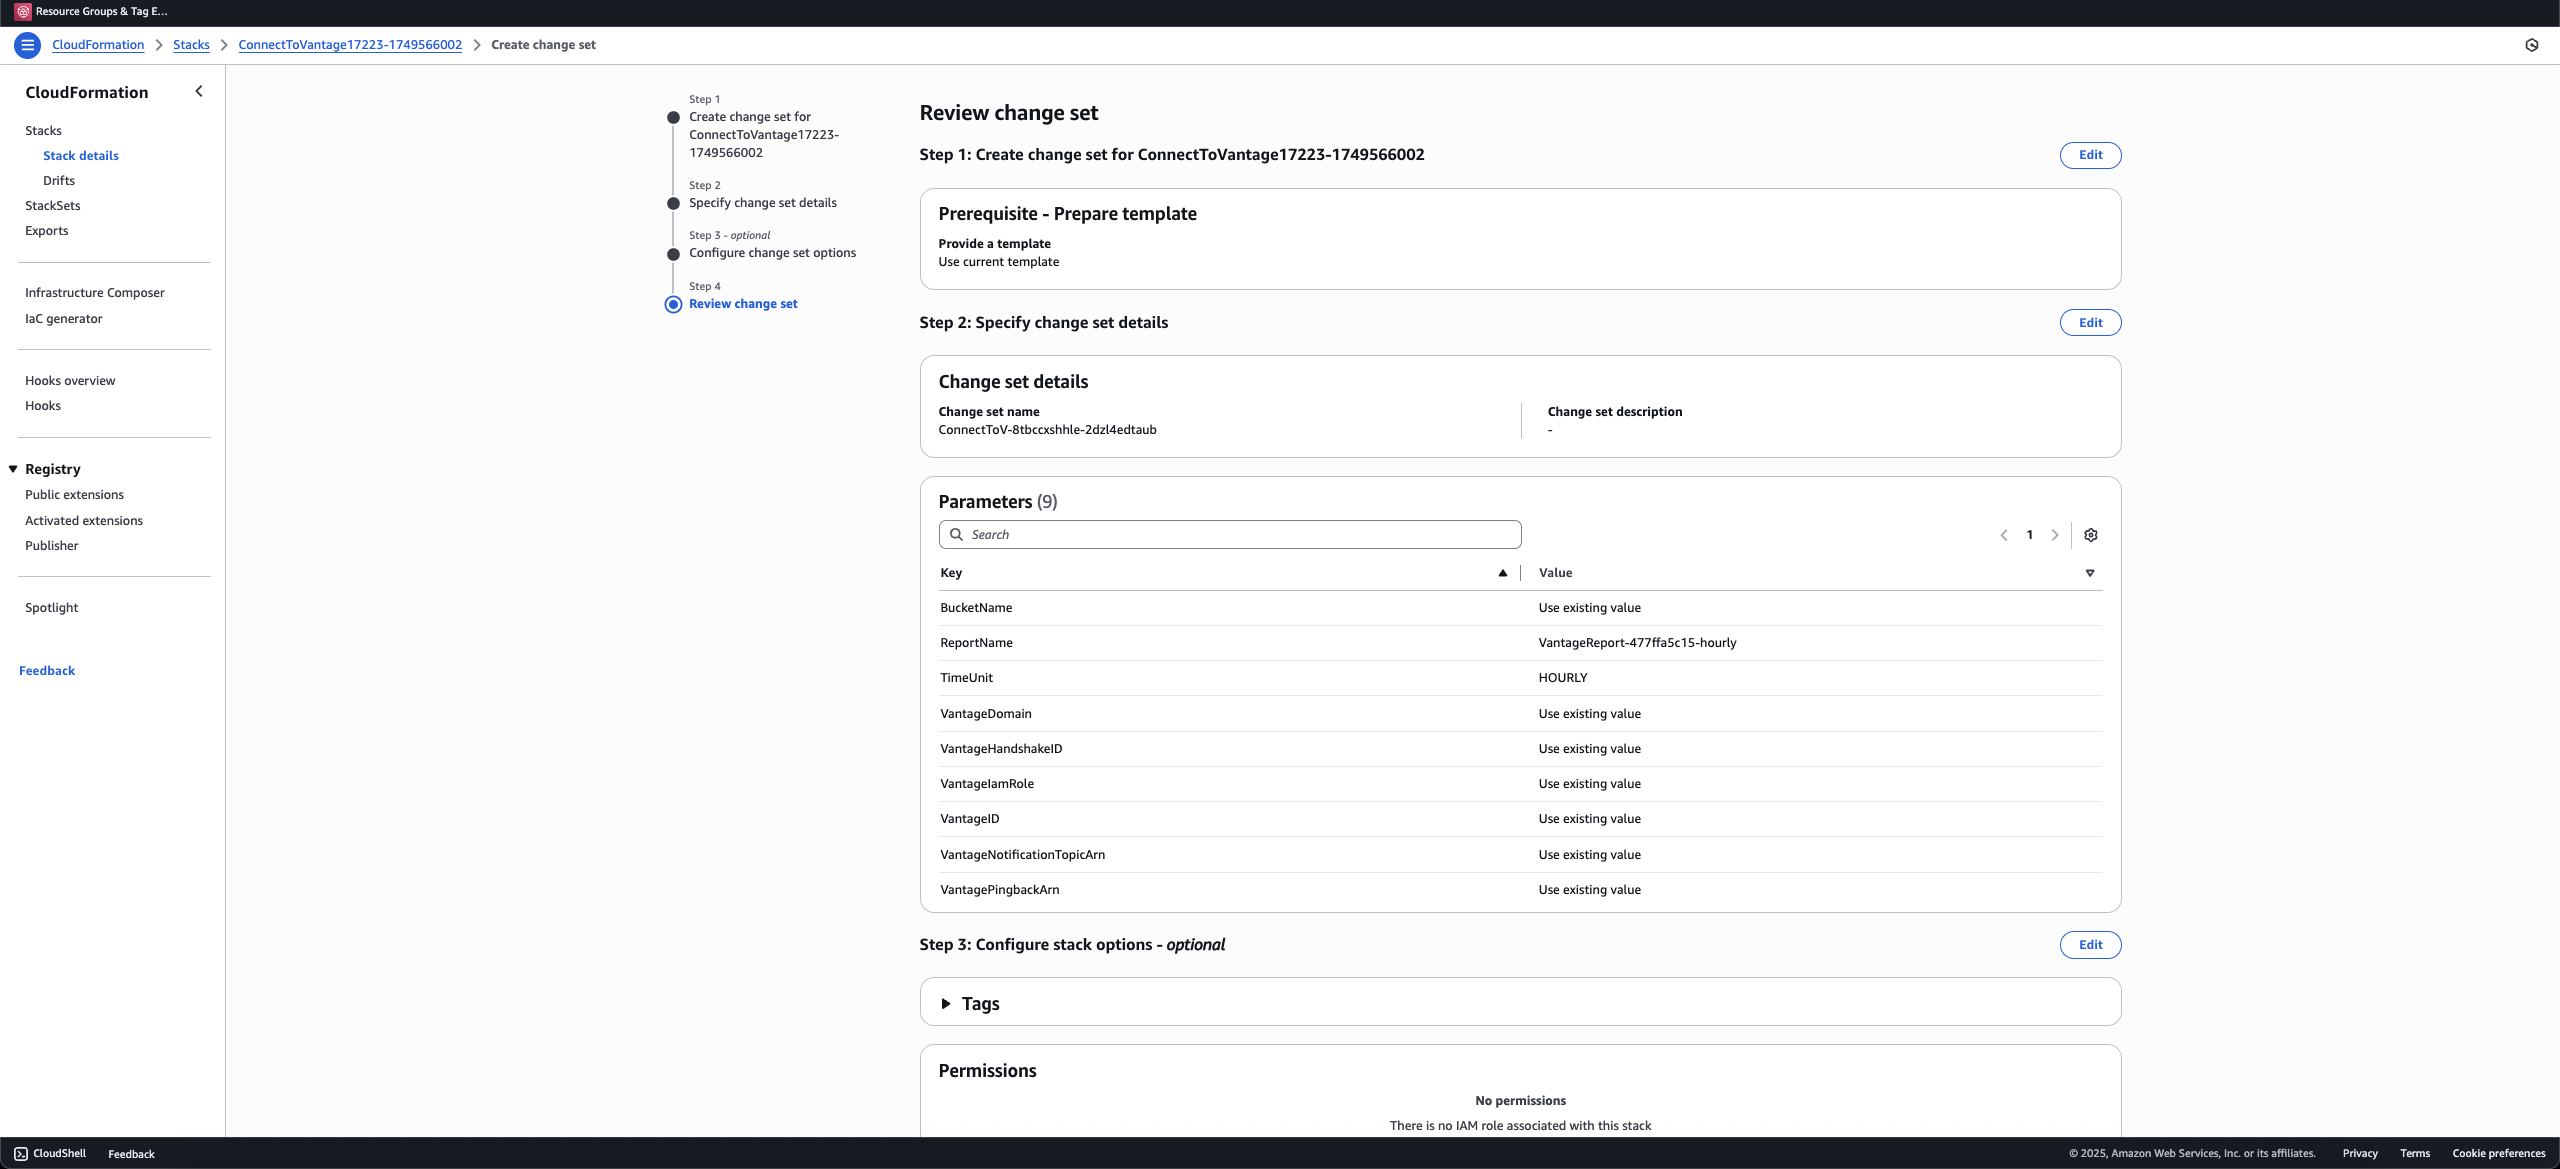 Resource Groups & Tag E...
CloudFormation > Stacks > ConnectToVantage17223-1749566002 > Create change set
CloudFormation
Stacks
Stack details
Drifts
StackSets
Exports
Infrastructure Composer
IaC generator
Hooks overview
Hooks
Registry
Public extensions
Activated extensions
Publisher
Spotlight
Feedback
Step 1
Create change set for
ConnectToVantage17223-
1749566002
Step 2
Specify change set details
Step 3 - optional
Configure change set options
Step 4
Review change set
Review change set
Step 1: Create change set for ConnectToVantage17223-1749566002
Edit
Prerequisite - Prepare template
Provide a template
Use current template
Step 2: Specify change set details
Edit
Change set details
Change set name
ConnectToV-8tbccxshhle-2dzl4edtaub
Change set description
-
Parameters (9)
Search
1
Key Value
BucketName Use existing value
ReportName VantageReport-477ffa5c15-hourly
TimeUnit HOURLY
VantageDomain Use existing value
VantageHandshakeID Use existing value
VantageIamRole Use existing value
VantageID Use existing value
VantageNotificationTopicArn Use existing value
VantagePingbackArn Use existing value
Step 3: Configure stack options - optional
Edit
Tags
Permissions
No permissions
There is no IAM role associated with this stack
CloudShell Feedback
© 2025, Amazon Web Services, Inc. or its affiliates. Privacy Terms Cookie preferences